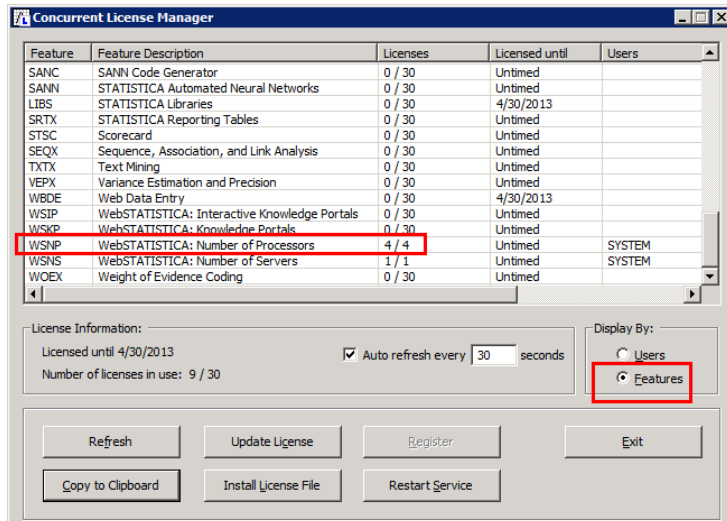 Concurrent License Manager
Feature Feature Description Licenses Licensed until Users
SANC SANN Code Generator 0 / 30 Untimed
SANN STATISTICA Automated Neural Networks 0 / 30 Untimed
LIBS STATISTICA Libraries 0 / 30 4/30/2013
SRTX STATISTICA Reporting Tables 0 / 30 Untimed
STSC Scorecard 0 / 30 Untimed
SEQX Sequence, Association, and Link Analysis 0 / 30 Untimed
TXTX Text Mining 0 / 30 Untimed
VEPX Variance Estimation and Precision 0 / 30 Untimed
WBDE Web Data Entry 0 / 30 4/30/2013
WSIP WebSTATISTICA: Interactive Knowledge Portals 0 / 30 Untimed
WSKP WebSTATISTICA: Knowledge Portals 0 / 30 Untimed
WSNP WebSTATISTICA: Number of Processors 4 / 4 Untimed SYSTEM
WSNS WebSTATISTICA: Number of Servers 1 / 1 Untimed SYSTEM
WOEX Weight of Evidence Coding 0 / 30 Untimed
License Information: Display By:
Licensed until 4/30/2013 Auto refresh every 30 seconds Users
Number of licenses in use: 9 / 30 Features
Refresh Update License Register Exit
Copy to Clipboard Install License File Restart Service